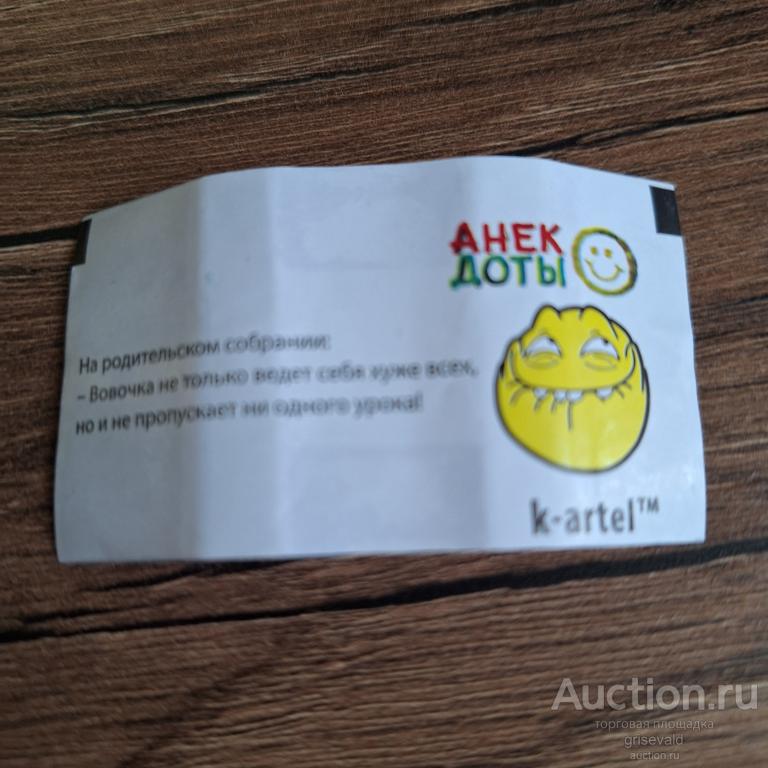 АНЕК
ДОТЫ
На родительском собрании:
– Вовочка не только ведет себя хуже всех,
но и не пропускает ни одного урока!
k-artel™
Auction.ru
торговая площадка
grisevald
auction.ru